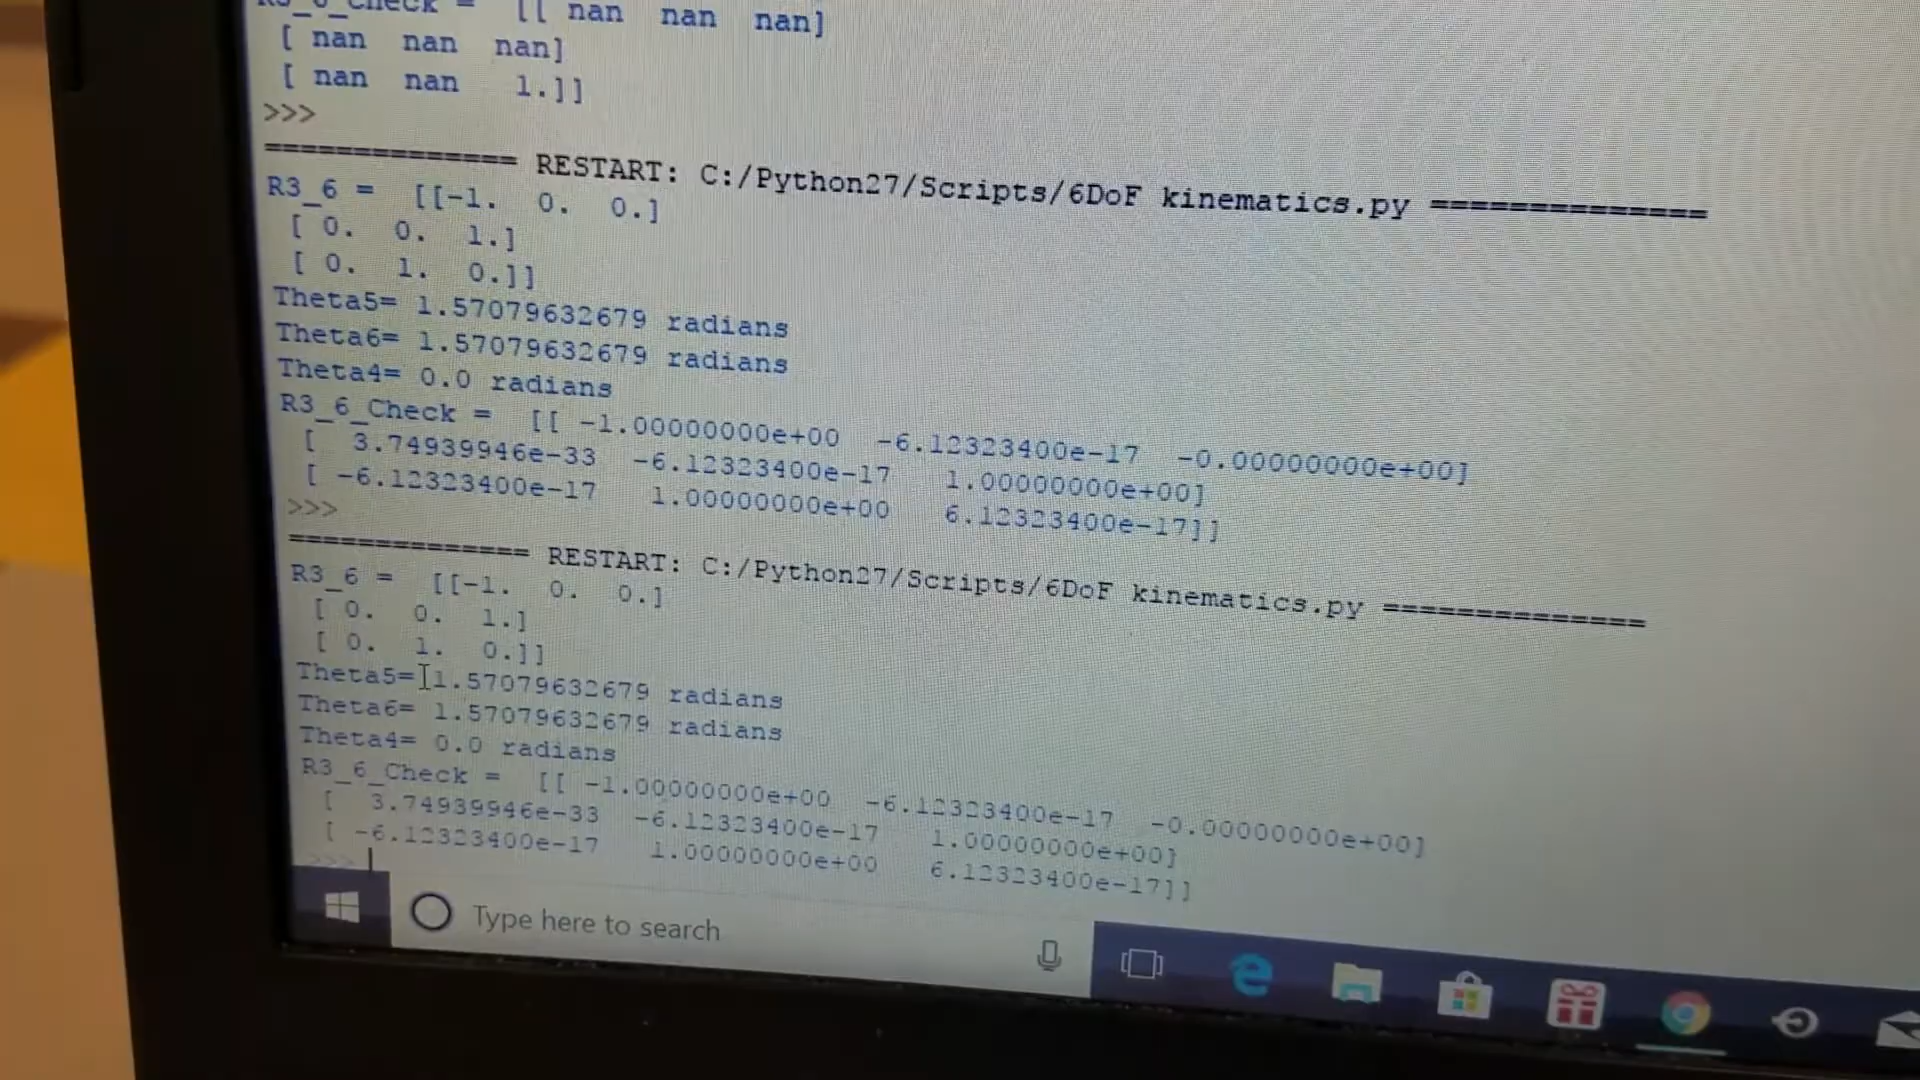 R3_6_Check = [[ nan nan nan]
[ nan nan nan]
[ nan nan 1.]]
>>>
============== RESTART: C:/Python27/Scripts/6DoF kinematics.py ==============
R3_6 = [[-1. 0. 0.]
[ 0. 0. 1.]
[ 0. 1. 0.]]
Theta5= 1.57079632679 radians
Theta6= 1.57079632679 radians
Theta4= 0.0 radians
R3_6_Check = [[ -1.00000000e+00 -6.12323400e-17 -0.00000000e+00]
[ 3.74939946e-33 -6.12323400e-17 1.00000000e+00]
[ -6.12323400e-17 1.00000000e+00 6.12323400e-17]]
>>>
============== RESTART: C:/Python27/Scripts/6DoF kinematics.py ==============
R3_6 = [[-1. 0. 0.]
[ 0. 0. 1.]
[ 0. 1. 0.]]
Theta5= 1.57079632679 radians
Theta6= 1.57079632679 radians
Theta4= 0.0 radians
R3_6_Check = [[ -1.00000000e+00 -6.12323400e-17 -0.00000000e+00]
[ 3.74939946e-33 -6.12323400e-17 1.00000000e+00]
[ -6.12323400e-17 1.00000000e+00 6.12323400e-17]]
>>>
Type here to search